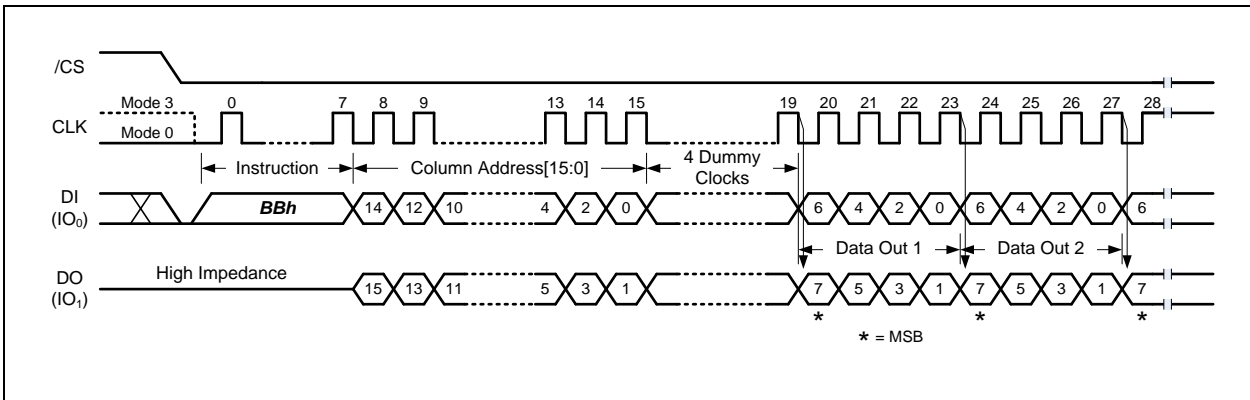 /CS
Mode 3 0 7 8 9 13 14 15 19 20 21 22 23 24 25 26 27 28
CLK
Mode 0
Instruction Column Address[15:0] 4 Dummy
Clocks
DI
(IO0) BBh 14 12 10 4 2 0 6 4 2 0 6 4 2 0 6
Data Out 1 Data Out 2
DO
(IO1) High Impedance 15 13 11 5 3 1 7 5 3 1 7 5 3 1 7
* * *
* = MSB